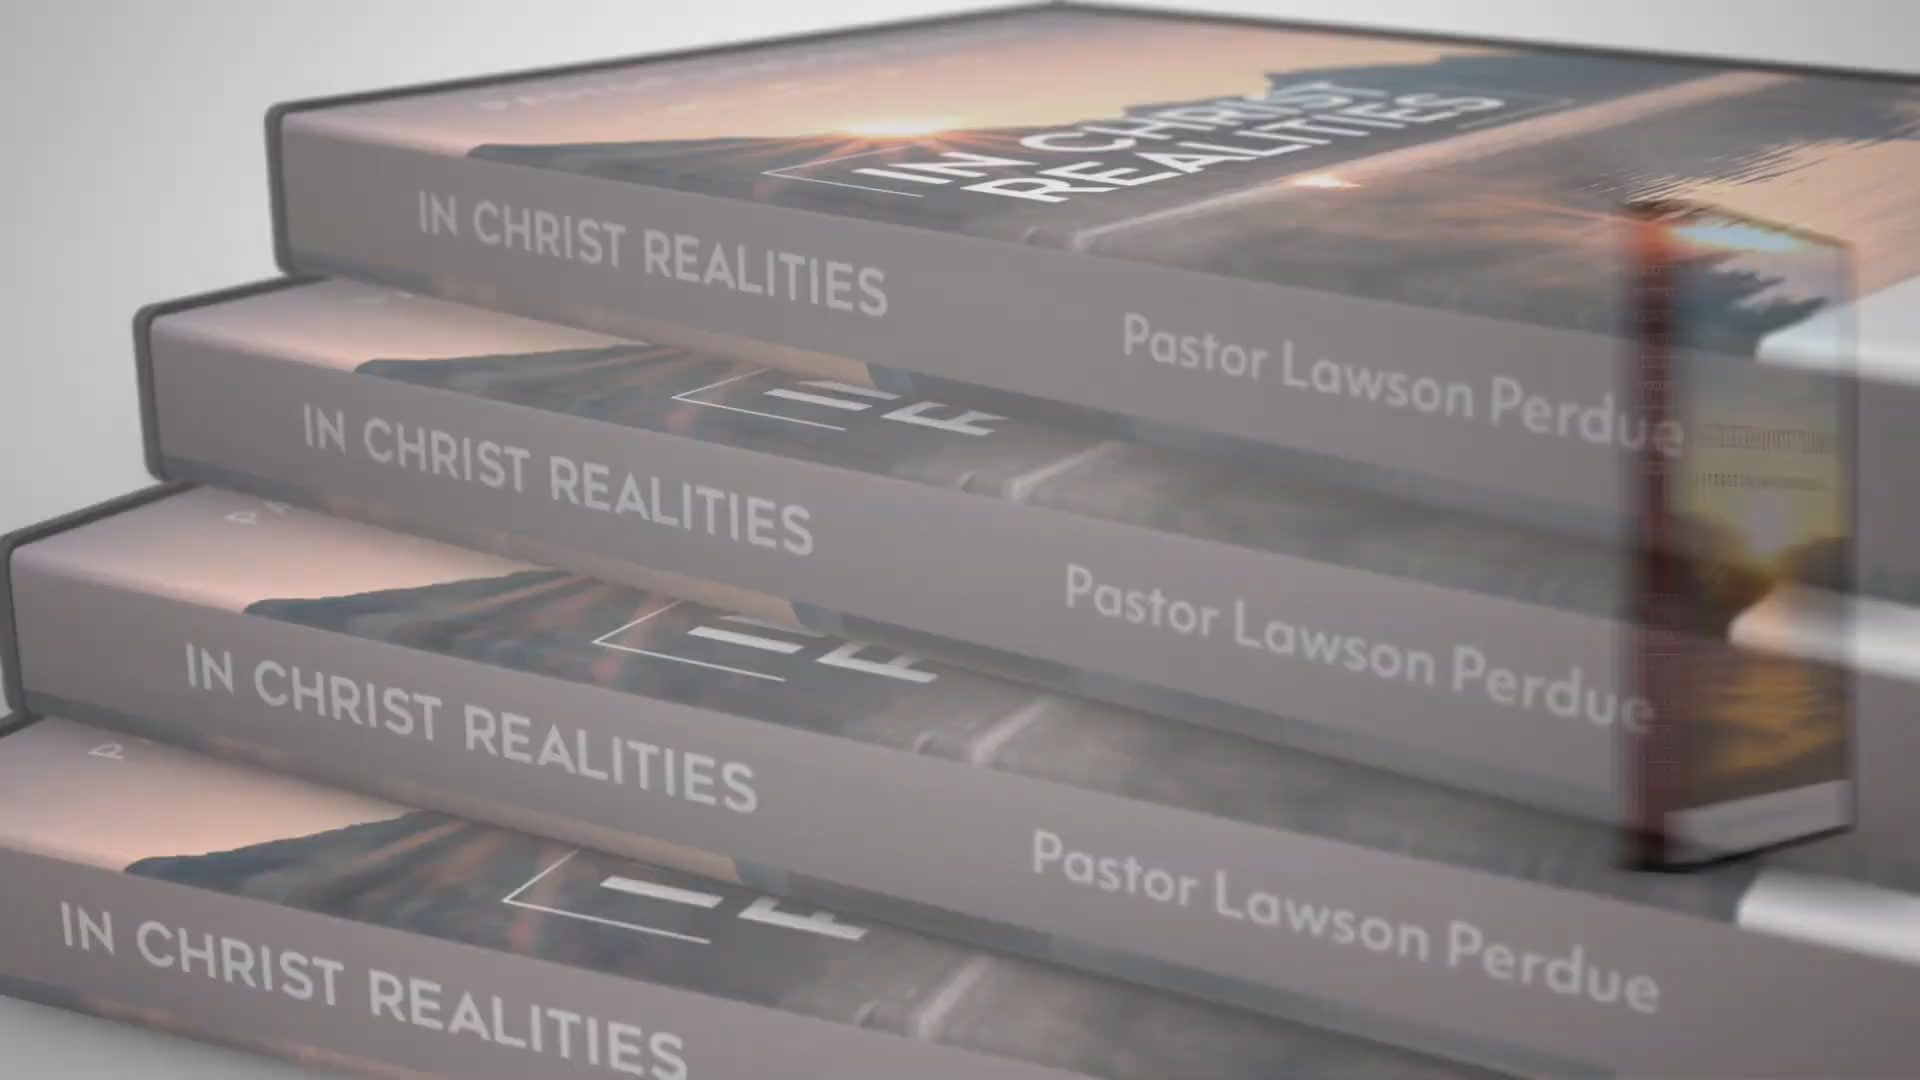 IN CHRIST
REALITIES
IN CHRIST REALITIES Pastor Lawson Perdue
IN CHRIST REALITIES Pastor Lawson Perdue
IN CHRIST REALITIES Pastor Lawson Perdue
IN CHRIST REALITIES